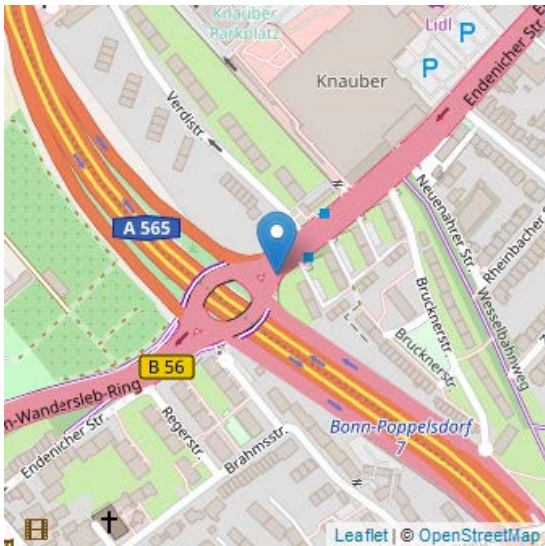 Knauber
Parkplatz
Lidl
P
P
Knauber
Endenicher Str.
Verdistr.
A 565
Neuenahrer Str.
Rheinbacher S
Wesselbahnweg
Brucknerstr.
Brucknerstr.
B 56
n-Wandersleb-Ring
Bonn-Poppelsdorf
7
Endenicher Str.
Regerstr.
Brahmsstr.
Leaflet | © OpenStreetMap